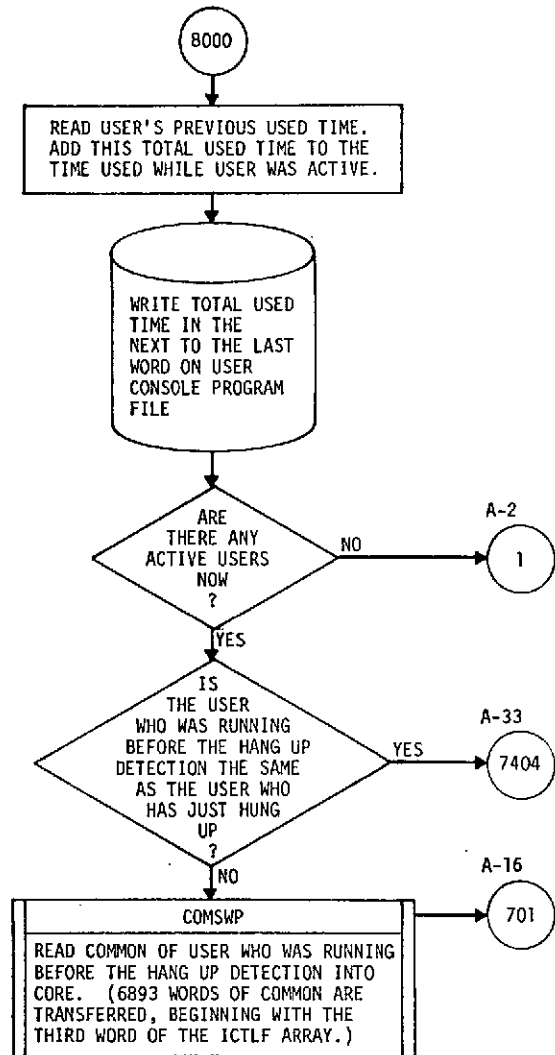 8000
READ USER'S PREVIOUS USED TIME.
ADD THIS TOTAL USED TIME TO THE
TIME USED WHILE USER WAS ACTIVE.
WRITE TOTAL USED
TIME IN THE
NEXT TO THE LAST
WORD ON USER
CONSOLE PROGRAM
FILE
ARE
THERE ANY
ACTIVE USERS
NOW
?
NO
A-2
1
YES
IS
THE USER
WHO WAS RUNNING
BEFORE THE HANG UP
DETECTION THE SAME
AS THE USER WHO
HAS JUST HUNG
UP
?
YES
A-33
7404
NO
A-16
701
COMSWP
READ COMMON OF USER WHO WAS RUNNING
BEFORE THE HANG UP DETECTION INTO
CORE. (6893 WORDS OF COMMON ARE
TRANSFERRED, BEGINNING WITH THE
THIRD WORD OF THE ICTLF ARRAY.)